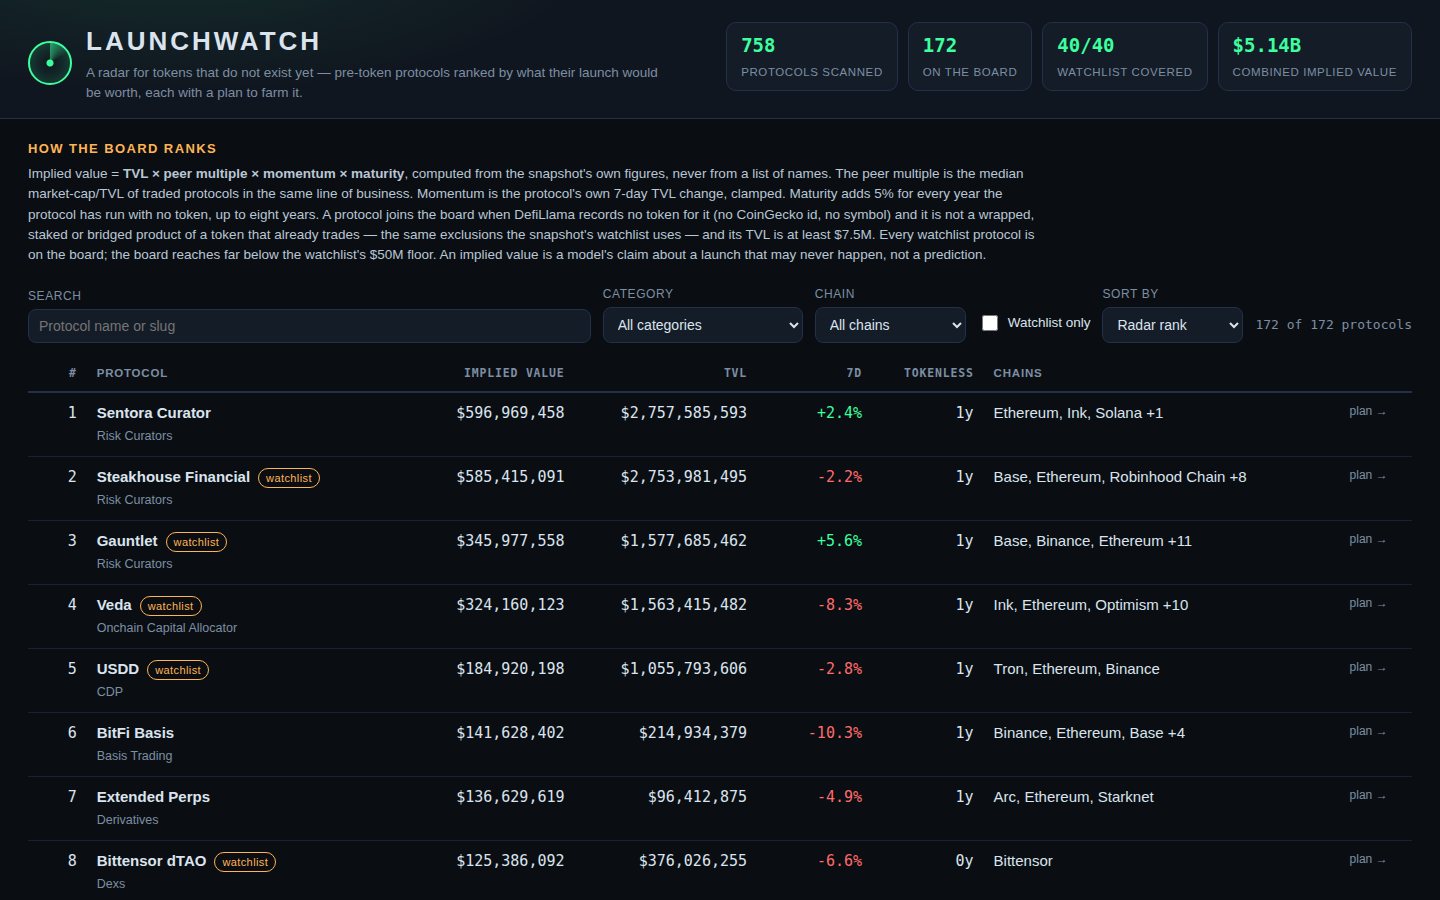 LAUNCHWATCH
A radar for tokens that do not exist yet — pre-token protocols ranked by what their launch would
be worth, each with a plan to farm it.
758
PROTOCOLS SCANNED
172
ON THE BOARD
40/40
WATCHLIST COVERED
$5.14B
COMBINED IMPLIED VALUE
HOW THE BOARD RANKS
Implied value = TVL × peer multiple × momentum × maturity, computed from the snapshot's own figures, never from a list of names. The peer multiple is the median
market-cap/TVL of traded protocols in the same line of business. Momentum is the protocol's own 7-day TVL change, clamped. Maturity adds 5% for every year the
protocol has run with no token, up to eight years. A protocol joins the board when DefiLlama records no token for it (no CoinGecko id, no symbol) and it is not a wrapped,
staked or bridged product of a token that already trades — the same exclusions the snapshot's watchlist uses — and its TVL is at least $7.5M. Every watchlist protocol is
on the board; the board reaches far below the watchlist's $50M floor. An implied value is a model's claim about a launch that may never happen, not a prediction.
SEARCH
Protocol name or slug
CATEGORY
All categories
CHAIN
All chains
Watchlist only
SORT BY
Radar rank
172 of 172 protocols
# PROTOCOL IMPLIED VALUE TVL 7D TOKENLESS CHAINS
1 Sentora Curator $596,969,458 $2,757,585,593 +2.4% 1y Ethereum, Ink, Solana +1 plan →
Risk Curators
2 Steakhouse Financial watchlist $585,415,091 $2,753,981,495 -2.2% 1y Base, Ethereum, Robinhood Chain +8 plan →
Risk Curators
3 Gauntlet watchlist $345,977,558 $1,577,685,462 +5.6% 1y Base, Binance, Ethereum +11 plan →
Risk Curators
4 Veda watchlist $324,160,123 $1,563,415,482 -8.3% 1y Ink, Ethereum, Optimism +10 plan →
Onchain Capital Allocator
5 USDD watchlist $184,920,198 $1,055,793,606 -2.8% 1y Tron, Ethereum, Binance plan →
CDP
6 BitFi Basis $141,628,402 $214,934,379 -10.3% 1y Binance, Ethereum, Base +4 plan →
Basis Trading
7 Extended Perps $136,629,619 $96,412,875 -4.9% 1y Arc, Ethereum, Starknet plan →
Derivatives
8 Bittensor dTAO watchlist $125,386,092 $376,026,255 -6.6% 0y Bittensor plan →
Dexs